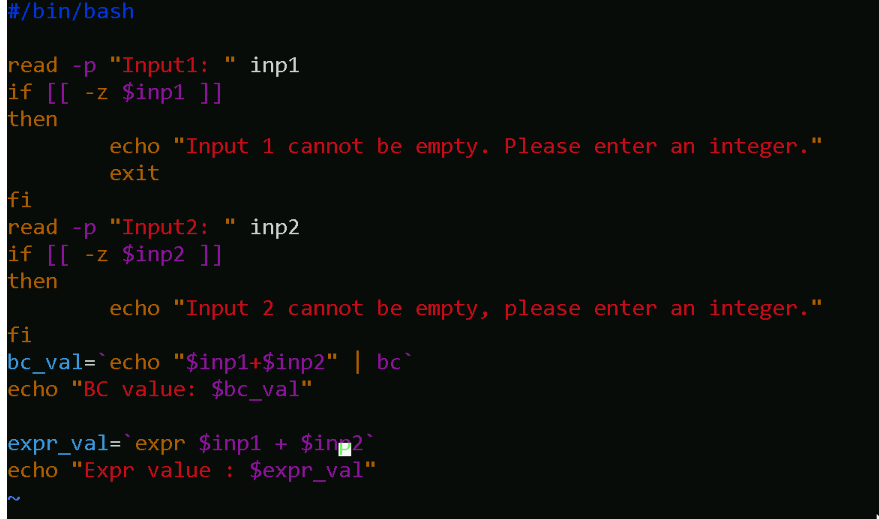 #/bin/bash

read -p "Input1: " inp1
if [[ -z $inp1 ]]
then
        echo "Input 1 cannot be empty. Please enter an integer."
        exit
fi
read -p "Input2: " inp2
if [[ -z $inp2 ]]
then
        echo "Input 2 cannot be empty, please enter an integer."
fi
bc_val=`echo "$inp1+$inp2" | bc`
echo "BC value: $bc_val"

expr_val=`expr $inp1 + $inp2`
echo "Expr value : $expr_val"
~